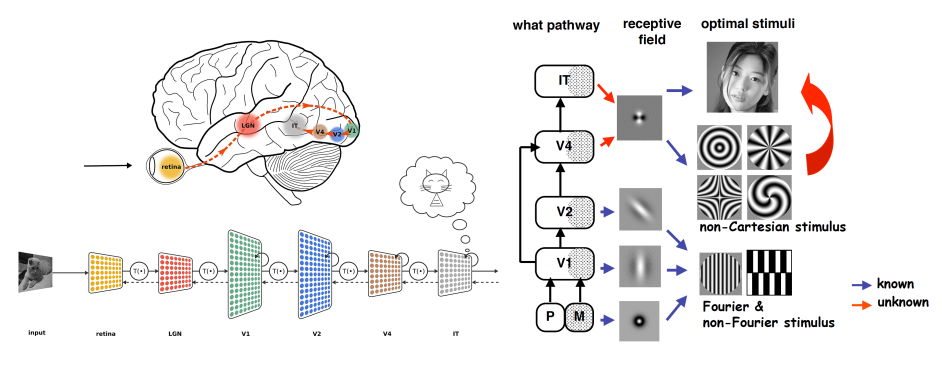 what pathway
receptive
field
optimal stimuli
LGN
IT
V4
V2
V1
retina
T(•)
T(•)
T(•)
T(•)
T(•)
input
retina
LGN
V1
V2
V4
IT
IT
V4
V2
V1
P
M
non-Cartesian stimulus
Fourier &
non-Fourier stimulus
known
unknown